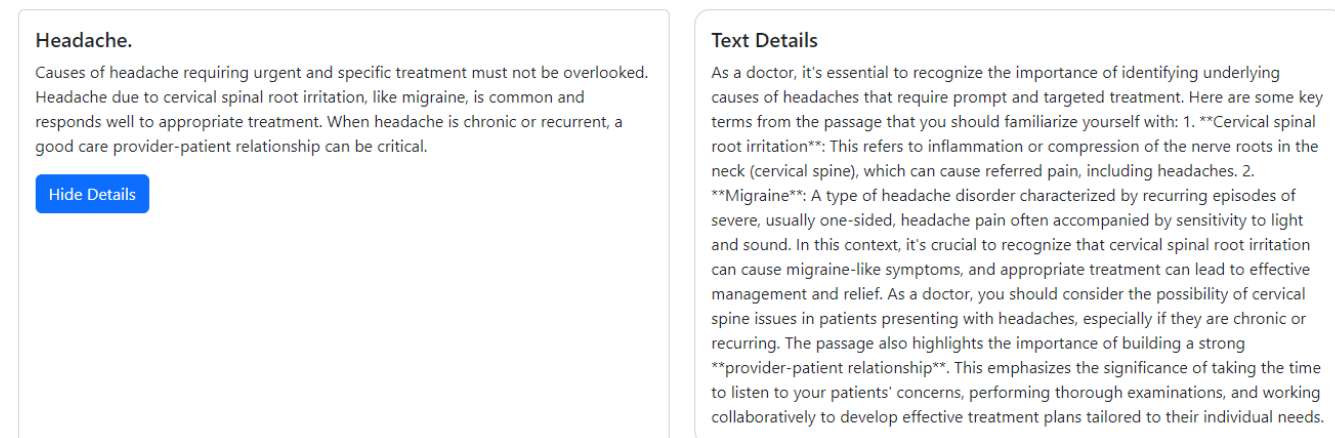 Headache.
Causes of headache requiring urgent and specific treatment must not be overlooked.
Headache due to cervical spinal root irritation, like migraine, is common and
responds well to appropriate treatment. When headache is chronic or recurrent, a
good care provider-patient relationship can be critical.
Hide Details
Text Details
As a doctor, it's essential to recognize the importance of identifying underlying
causes of headaches that require prompt and targeted treatment. Here are some key
terms from the passage that you should familiarize yourself with: 1. **Cervical spinal
root irritation**: This refers to inflammation or compression of the nerve roots in the
neck (cervical spine), which can cause referred pain, including headaches. 2.
**Migraine**: A type of headache disorder characterized by recurring episodes of
severe, usually one-sided, headache pain often accompanied by sensitivity to light
and sound. In this context, it's crucial to recognize that cervical spinal root irritation
can cause migraine-like symptoms, and appropriate treatment can lead to effective
management and relief. As a doctor, you should consider the possibility of cervical
spine issues in patients presenting with headaches, especially if they are chronic or
recurring. The passage also highlights the importance of building a strong
**provider-patient relationship**. This emphasizes the significance of taking the time
to listen to your patients' concerns, performing thorough examinations, and working
collaboratively to develop effective treatment plans tailored to their individual needs.